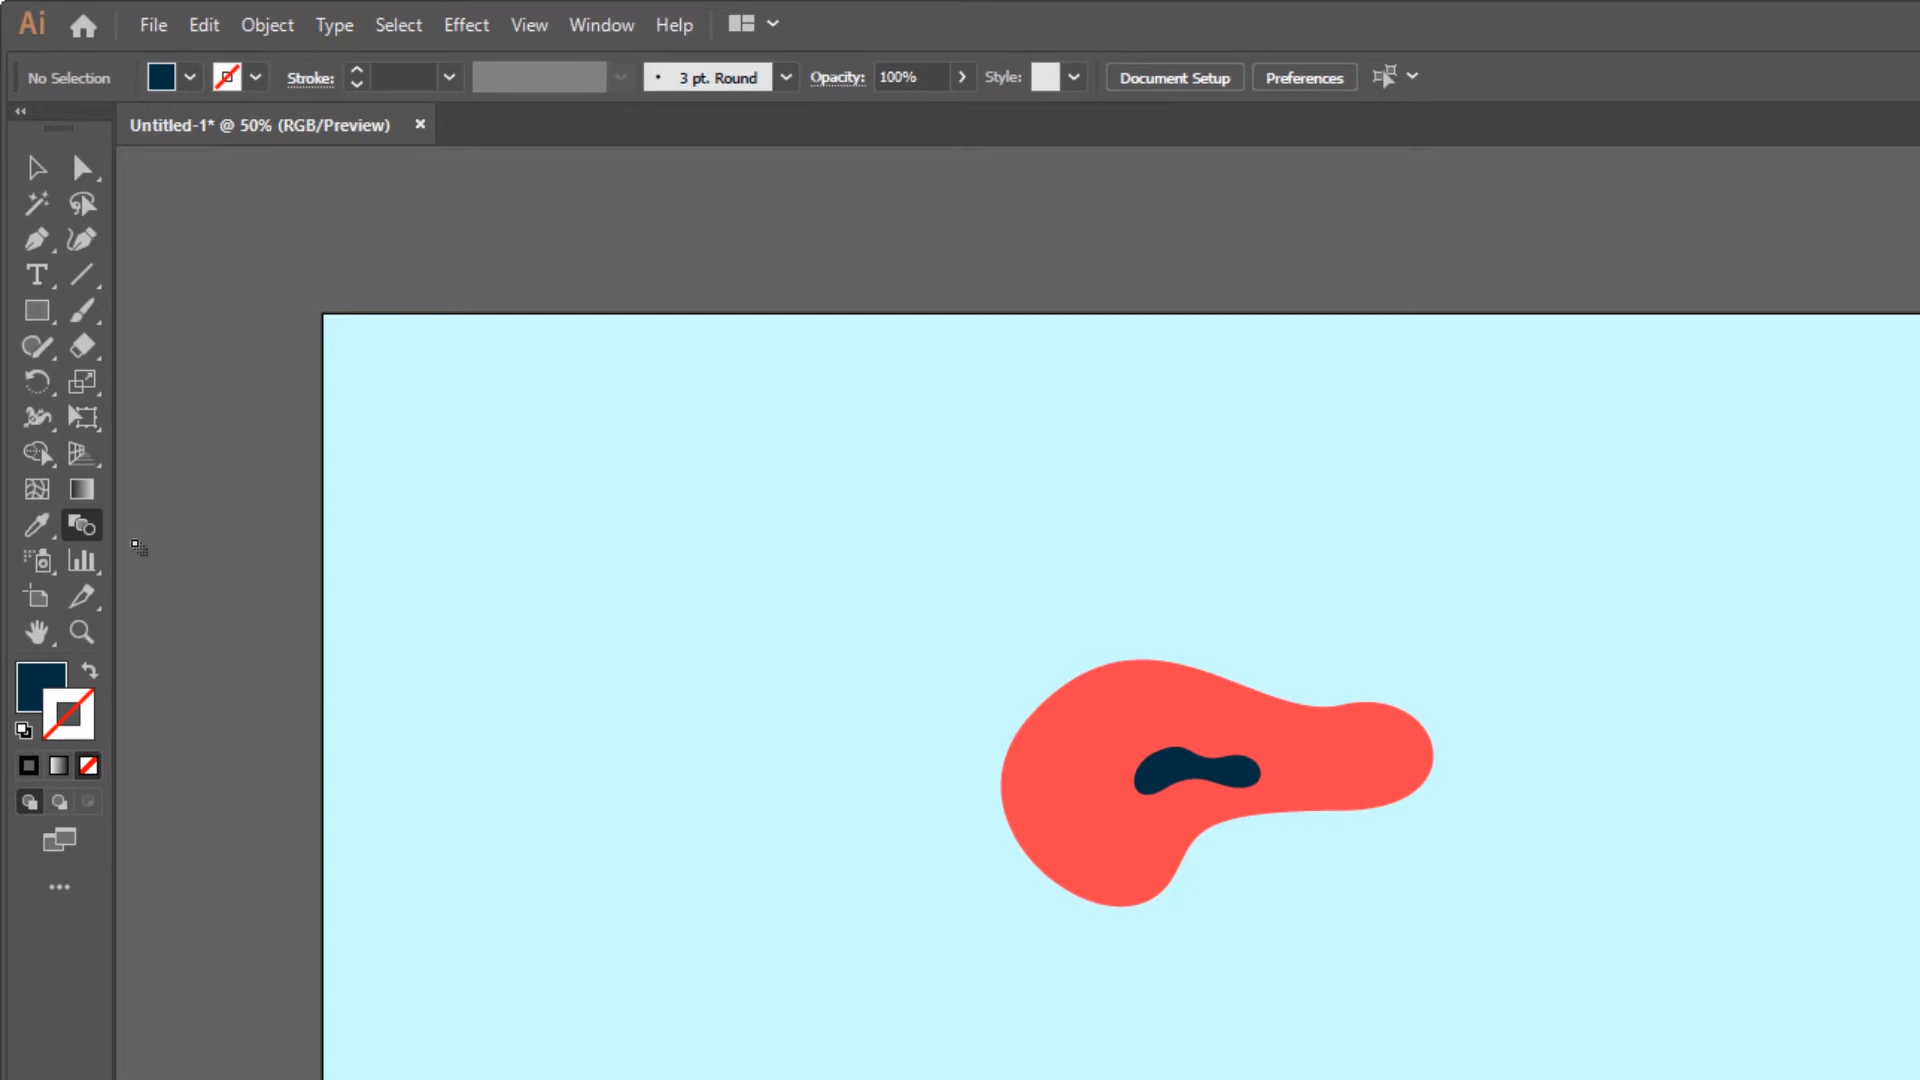 Ai File Edit Object Type Select Effect View Window Help
No Selection Stroke: 3 pt. Round Opacity: 100% Style: Document Setup Preferences
Untitled-1* @ 50% (RGB/Preview)